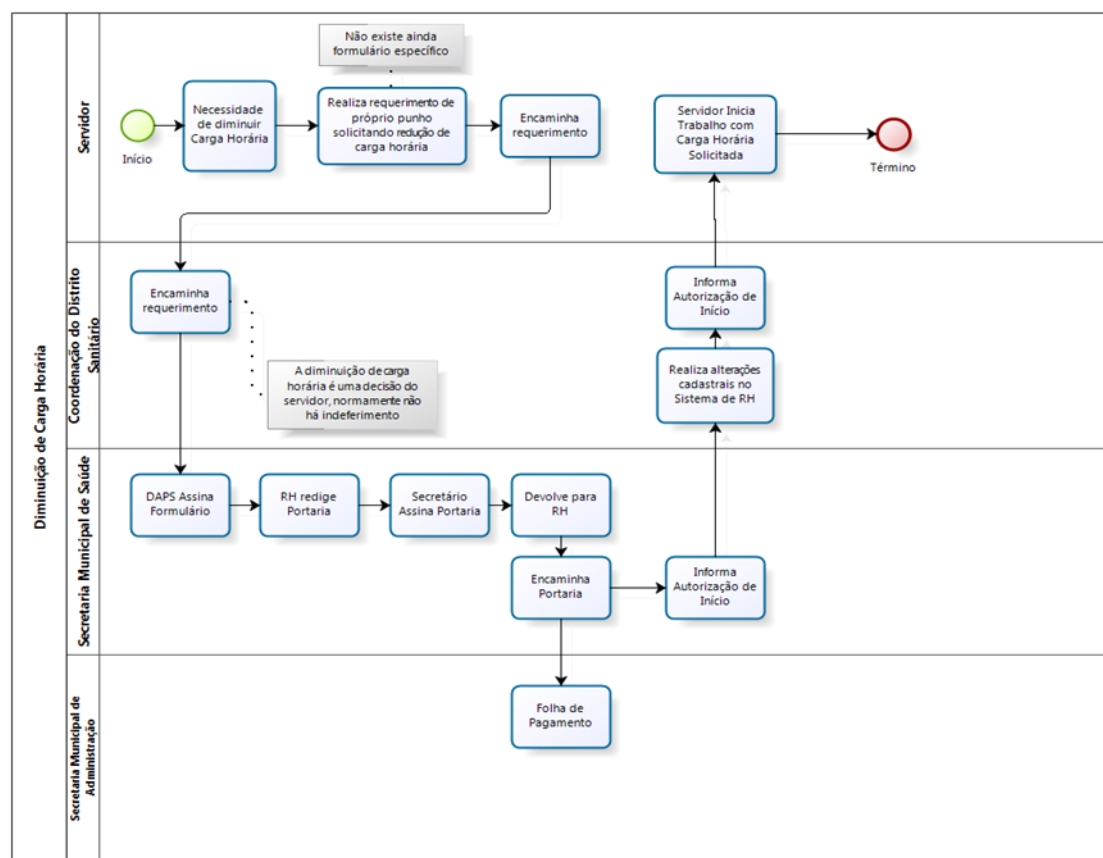 Diminuição de Carga Horária
Servidor
Não existe ainda
formulário específico
Início
Necessidade
de diminuir
Carga Horária
Realiza requerimento de
próprio punho
solicitando redução de
carga horária
Encaminha
requerimento
Servidor Inicia
Trabalho com
Carga Horária
Solicitada
Término
Coordenação do Distrito
Sanitário
Encaminha
requerimento
A diminuição de carga
horária é uma decisão do
servidor, normamente não
há indeferimento
Informa
Autorização de
Início
Realiza alterações
cadastrais no
Sistema de RH
Secretaria Municipal de Saúde
DAPS Assina
Formulário
RH redige
Portaria
Secretário
Assina Portaria
Devolve para
RH
Encaminha
Portaria
Informa
Autorização de
Início
Secretaria Municipal de
Administração
Folha de
Pagamento